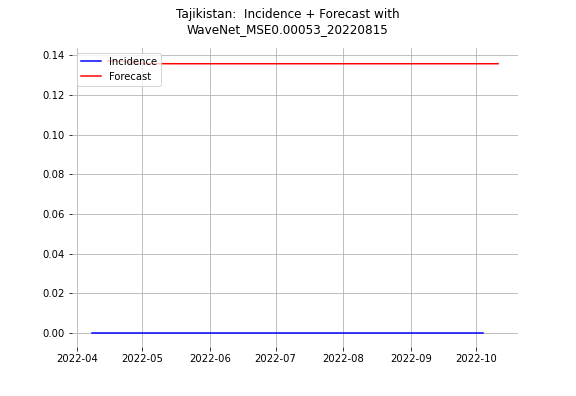 Tajikistan:  Incidence + Forecast with
WaveNet_MSE0.00053_20220815
0.14
Incidence
Forecast
0.12
0.10
0.08
0.06
0.04
0.02
0.00
2022-04 2022-05 2022-06 2022-07 2022-08 2022-09 2022-10